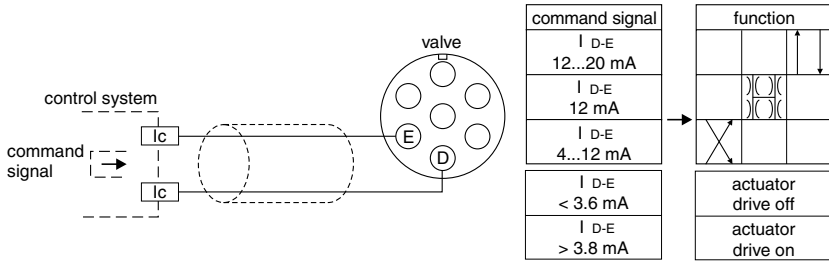 valve
control system
Ic
E
command
signal
D
Ic
command signal
I D-E
12...20 mA
I D-E
12 mA
I D-E
4...12 mA
I D-E
< 3.6 mA
I D-E
> 3.8 mA
function
actuator
drive off
actuator
drive on